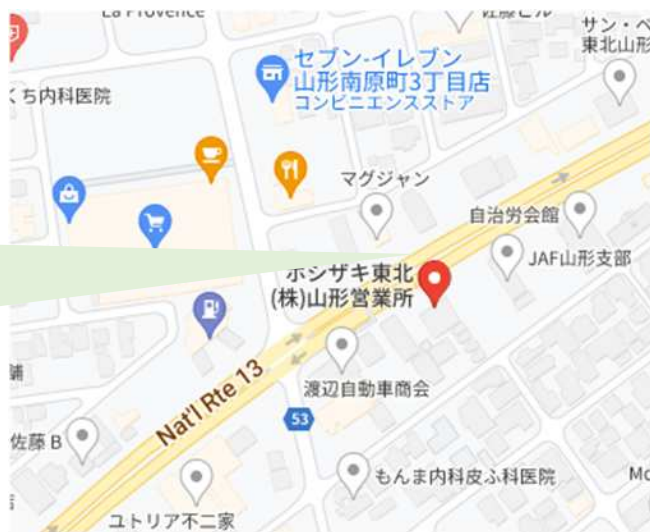 La Provence
セブン-イレブン
山形南原町3丁目店
コンビニエンスストア
サン・ペ
東北山形
くち内科医院
マグジャン
自治労会館
JAF山形支部
ホシザキ東北
(株)山形営業所
渡辺自動車商会
Nat'l Rte 13
53
舗
佐藤 B
もんま内科皮ふ科医院
Mo
ユトリア不二家